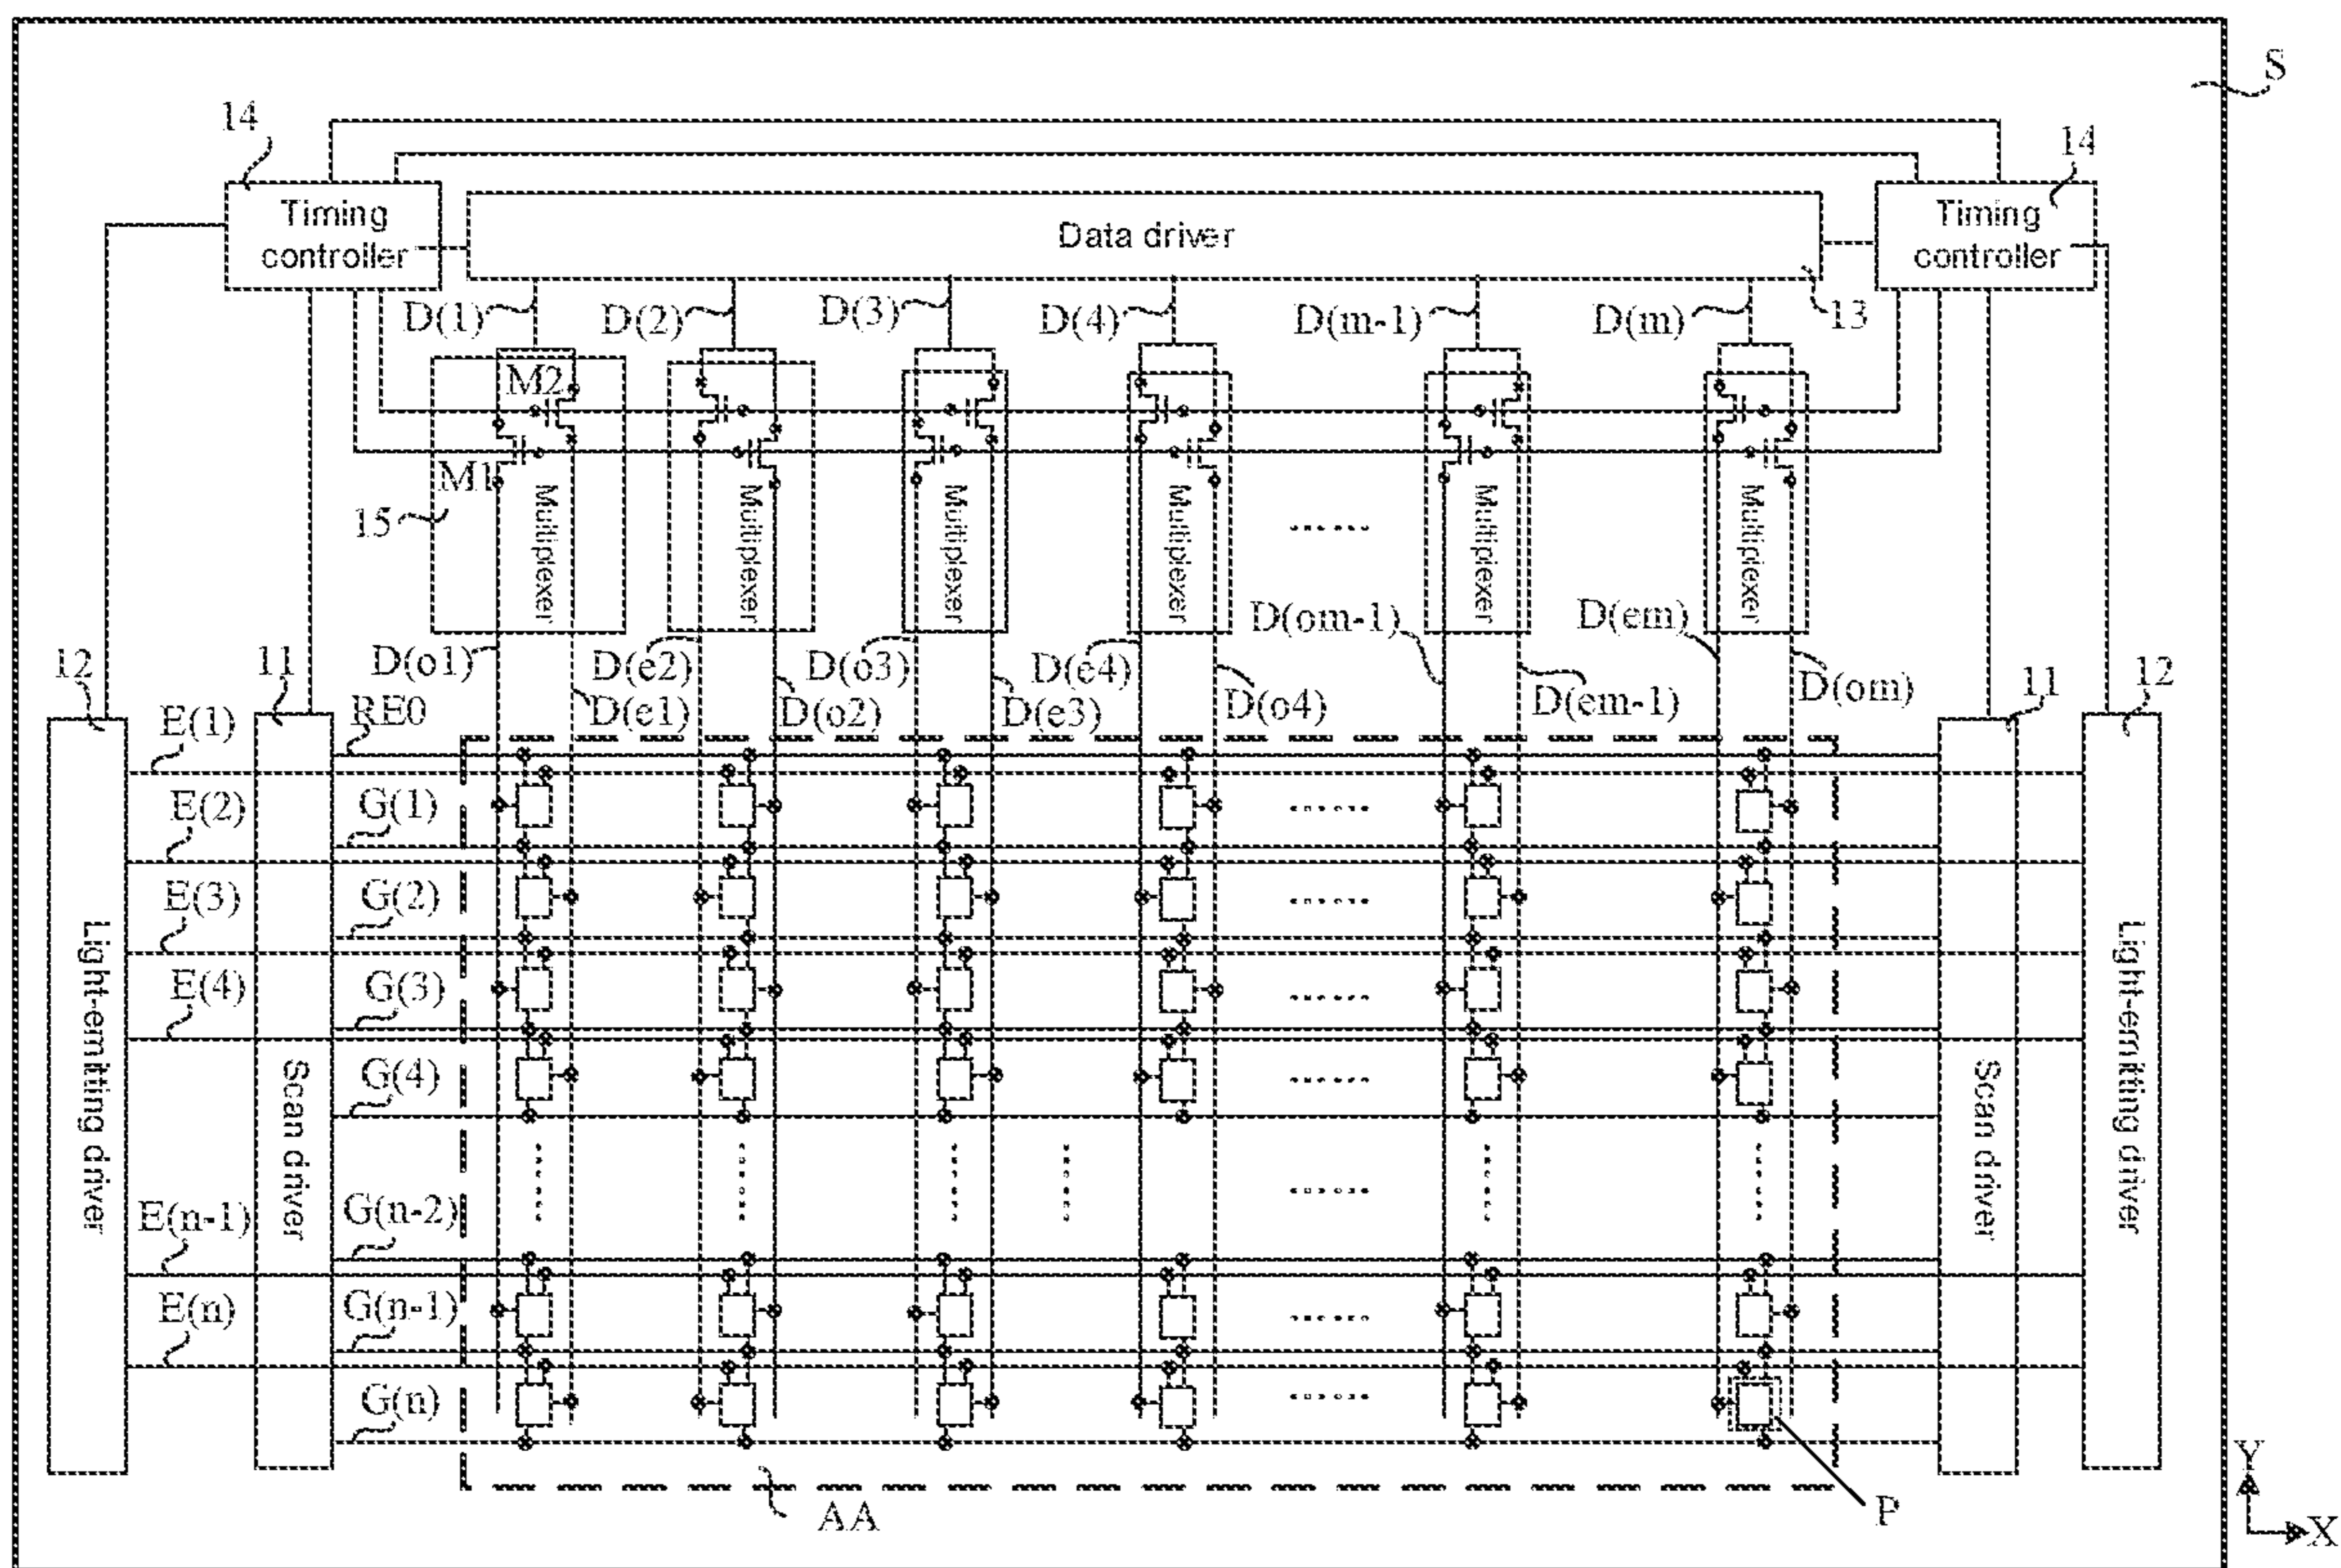 S
14
14
Timing
controller
Data driver
Timing
controller
D(1)
D(2)
D(3)
D(4)
D(m-1)
D(m)
13
M2
M1
15
Multiplexer
Multiplexer
Multiplexer
Multiplexer
......
Multiplexer
Multiplexer
D(o1)
D(e1)
D(e2)
D(o2)
D(o3)
D(e3)
D(e4)
D(o4)
D(om-1)
D(em-1)
D(em)
D(om)
12
11
RE0
11
12
E(1)
E(2)
G(1)
......
E(3)
G(2)
......
E(4)
G(3)
......
G(4)
......
Light-emitting driver
Scan driver
Scan driver
Light-emitting driver
E(n-1)
G(n-2)
......
E(n)
G(n-1)
......
G(n)
......
AA
P
Y
X